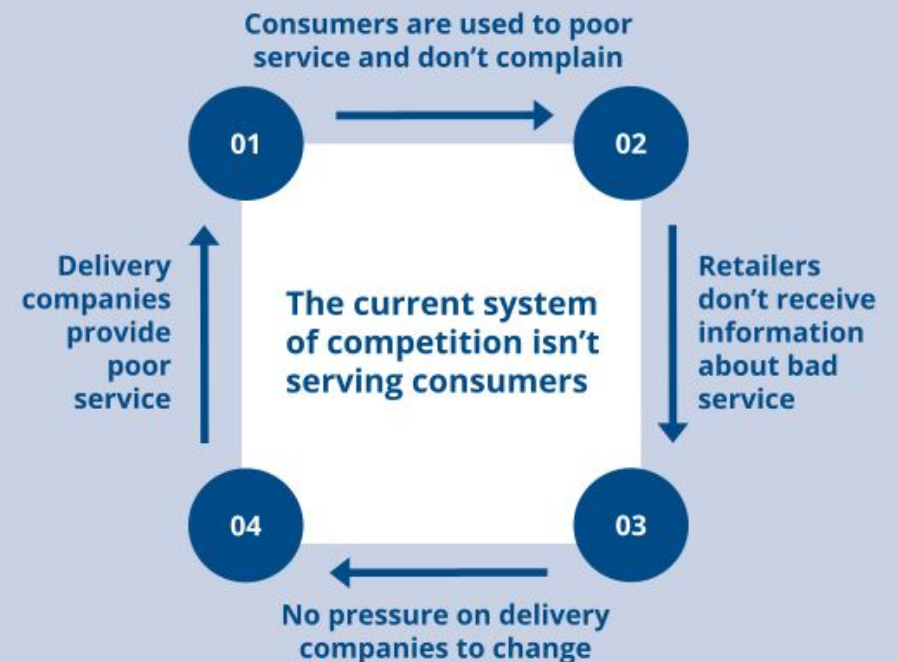 Consumers are used to poor
service and don’t complain
01
02
Delivery
companies
provide
poor
service
The current system
of competition isn’t
serving consumers
Retailers
don’t receive
information
about bad
service
04
03
No pressure on delivery
companies to change